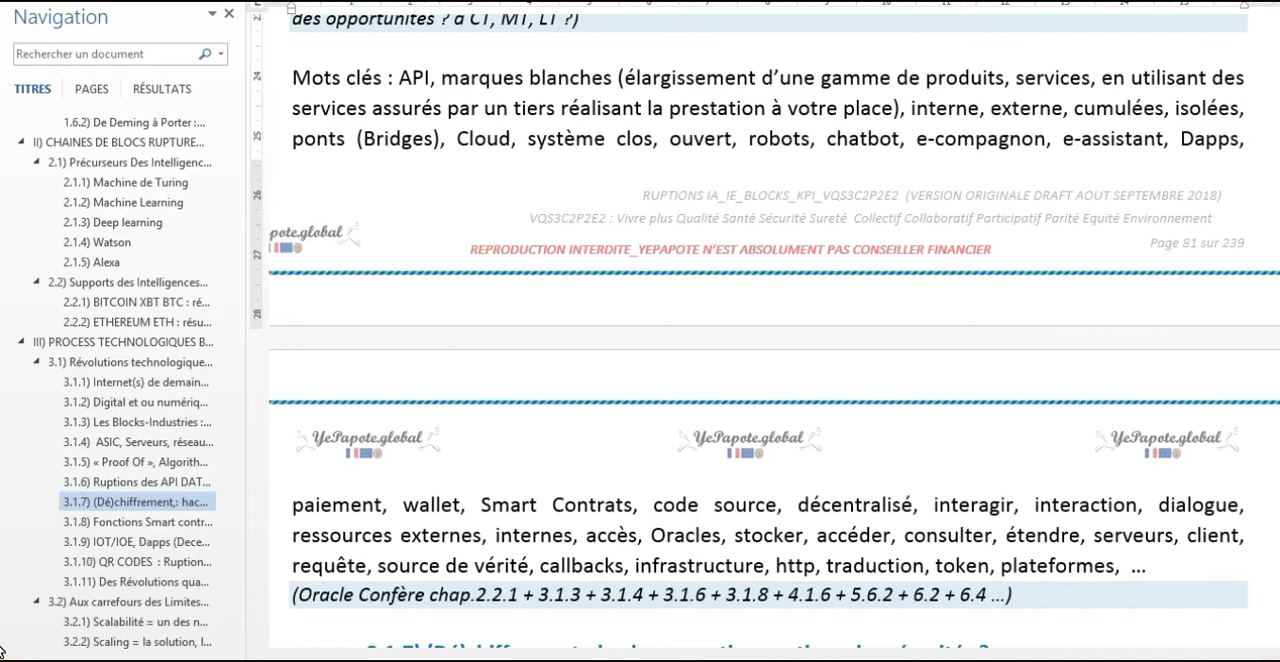 Navigation
Rechercher un document
TITRES PAGES RÉSULTATS
1.6.2) De Deming à Porter :...
II) CHAINES DE BLOCS RUPTURE...
2.1) Précurseurs Des Intelligenc...
2.1.1) Machine de Turing
2.1.2) Machine Learning
2.1.3) Deep learning
2.1.4) Watson
2.1.5) Alexa
2.2) Supports des Intelligences...
2.2.1) BITCOIN XBT BTC : ré...
2.2.2) ETHEREUM ETH : résu...
III) PROCESS TECHNOLOGIQUES B...
3.1) Révolutions technologique...
3.1.1) Internet(s) de demain...
3.1.2) Digital et ou numériq...
3.1.3) Les Blocks-Industries :...
3.1.4) ASIC, Serveurs, réseau...
3.1.5) « Proof Of », Algorith...
3.1.6) Ruptions des API DAT...
3.1.7) (Dé)chiffrement,: hac...
3.1.8) Fonctions Smart contr...
3.1.9) IOT/IOE, Dapps (Dece...
3.1.10) QR CODES : Ruption...
3.1.11) Des Révolutions qua...
3.2) Aux carrefours des Limites...
3.2.1) Scalabilité = un des n...
3.2.2) Scaling = la solution, l...
des opportunités ? à CT, MT, LT ?)
Mots clés : API, marques blanches (élargissement d’une gamme de produits, services, en utilisant des
services assurés par un tiers réalisant la prestation à votre place), interne, externe, cumulées, isolées,
ponts (Bridges), Cloud, système clos, ouvert, robots, chatbot, e-compagnon, e-assistant, Dapps,
RUPTIONS IA_IE_BLOCKS_KPI_VQS3C2P2E2 (VERSION ORIGINALE DRAFT AOUT SEPTEMBRE 2018)
VQS3C2P2E2 : Vivre plus Qualité Santé Sécurité Sureté Collectif Collaboratif Participatif Parité Equité Environnement
pote.global
REPRODUCTION INTERDITE_YEPAPOTE N'EST ABSOLUMENT PAS CONSEILLER FINANCIER
Page 81 sur 239
YePapote.global YePapote.global YePapote.global
paiement, wallet, Smart Contrats, code source, décentralisé, interagir, interaction, dialogue,
ressources externes, internes, accès, Oracles, stocker, accéder, consulter, étendre, serveurs, client,
requête, source de vérité, callbacks, infrastructure, http, traduction, token, plateformes, ...
(Oracle Confère chap.2.2.1 + 3.1.3 + 3.1.4 + 3.1.6 + 3.1.8 + 4.1.6 + 5.6.2 + 6.2 + 6.4 ...)